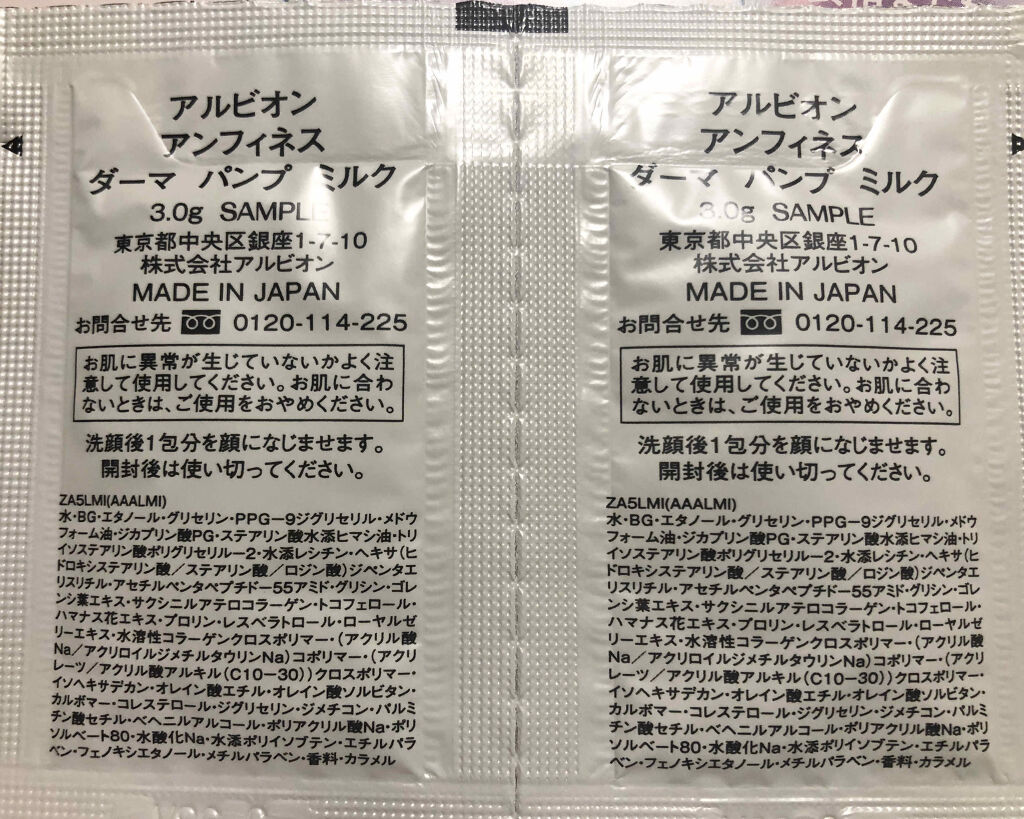 アルビオン
アンフィネス
ダーマ パンプ ミルク
3.0g SAMPLE
東京都中央区銀座1-7-10
株式会社アルビオン
MADE IN JAPAN
お問合せ先 0120-114-225
お肌に異常が生じていないかよく注
意して使用してください。お肌に合わ
ないときは、ご使用をおやめください。
洗顔後1包分を顔になじませます。
開封後は使い切ってください。
ZA5LMI(AAALMI)
水・BG・エタノール・グリセリン・PPG－9ジグリセリル・メドウ
フォーム油・ジカプリン酸PG・ステアリン酸水添ヒマシ油・トリ
イソステアリン酸ポリグリセリル－2・水添レシチン・ヘキサ(ヒ
ドロキシステアリン酸／ステアリン酸／ロジン酸)ジペンタエ
リスリチル・アセチルペンタペプチド－55アミド・グリシン・ゴレ
ンシ葉エキス・サクシニルアテロコラーゲン・トコフェロール・
ハマナス花エキス・プロリン・レスベラトロール・ローヤルゼ
リーエキス・水溶性コラーゲンクロスポリマー・(アクリル酸
Na／アクリロイルジメチルタウリンNa)コポリマー・(アクリ
レーツ／アクリル酸アルキル(C10－30))クロスポリマー・
イソヘキサデカン・オレイン酸エチル・オレイン酸ソルビタン・
カルボマー・コレステロール・ジグリセリン・ジメチコン・パルミ
チン酸セチル・ベヘニルアルコール・ポリアクリル酸Na・ポリ
ソルベート80・水酸化Na・水添ポリイソブテン・エチルパラ
ベン・フェノキシエタノール・メチルパラベン・香料・カラメル
アルビオン
アンフィネス
ダーマ パンプ ミルク
3.0g SAMPLE
東京都中央区銀座1-7-10
株式会社アルビオン
MADE IN JAPAN
お問合せ先 0120-114-225
お肌に異常が生じていないかよく注
意して使用してください。お肌に合わ
ないときは、ご使用をおやめください。
洗顔後1包分を顔になじませます。
開封後は使い切ってください。
ZA5LMI(AAALMI)
水・BG・エタノール・グリセリン・PPG－9ジグリセリル・メドウ
フォーム油・ジカプリン酸PG・ステアリン酸水添ヒマシ油・トリ
イソステアリン酸ポリグリセリル－2・水添レシチン・ヘキサ(ヒ
ドロキシステアリン酸／ステアリン酸／ロジン酸)ジペンタエ
リスリチル・アセチルペンタペプチド－55アミド・グリシン・ゴレ
ンシ葉エキス・サクシニルアテロコラーゲン・トコフェロール・
ハマナス花エキス・プロリン・レスベラトロール・ローヤルゼ
リーエキス・水溶性コラーゲンクロスポリマー・(アクリル酸
Na／アクリロイルジメチルタウリンNa)コポリマー・(アクリ
レーツ／アクリル酸アルキル(C10－30))クロスポリマー・
イソヘキサデカン・オレイン酸エチル・オレイン酸ソルビタン・
カルボマー・コレステロール・ジグリセリン・ジメチコン・パルミ
チン酸セチル・ベヘニルアルコール・ポリアクリル酸Na・ポリ
ソルベート80・水酸化Na・水添ポリイソブテン・エチルパラ
ベン・フェノキシエタノール・メチルパラベン・香料・カラメル